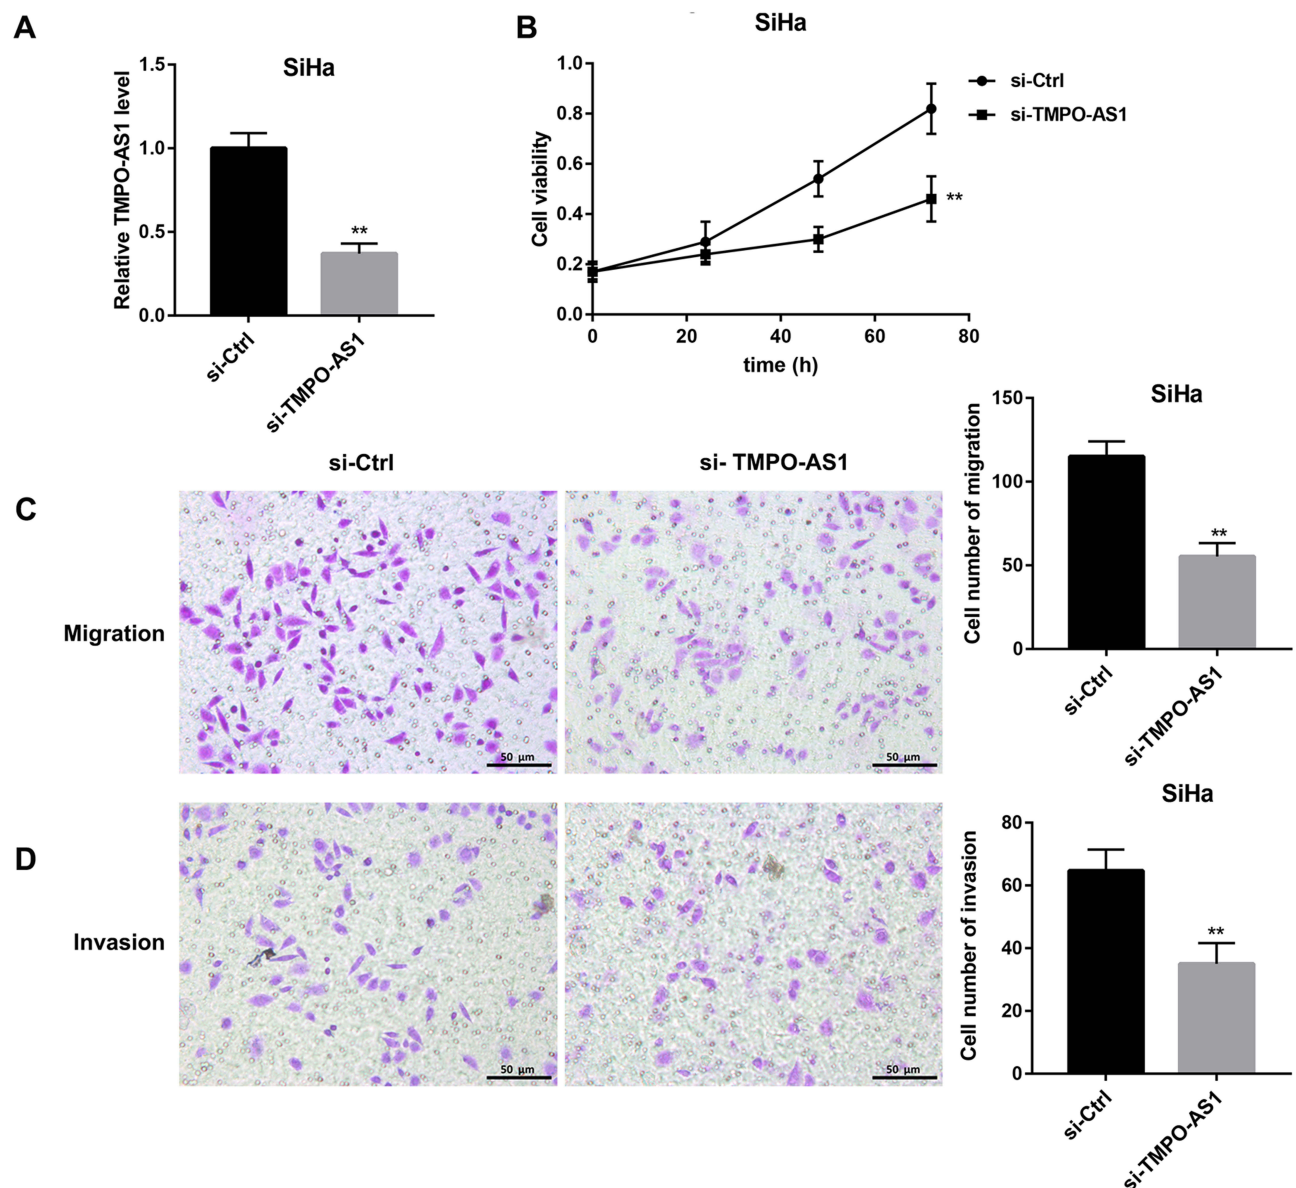 A
SiHa
Relative TMPO-AS1 level
1.5
1.0
0.5
0.0
**
si-Ctrl
si-TMPO-AS1
B
SiHa
Cell viability
1.0
0.8
0.6
0.4
0.2
0.0
0
20
40
60
80
time (h)
**
si-Ctrl
si-TMPO-AS1
C
si-Ctrl
si- TMPO-AS1
Migration
50 μm
50 μm
SiHa
Cell number of migration
150
100
50
0
**
si-Ctrl
si-TMPO-AS1
D
Invasion
50 μm
50 μm
SiHa
Cell number of invasion
80
60
40
20
0
**
si-Ctrl
si-TMPO-AS1